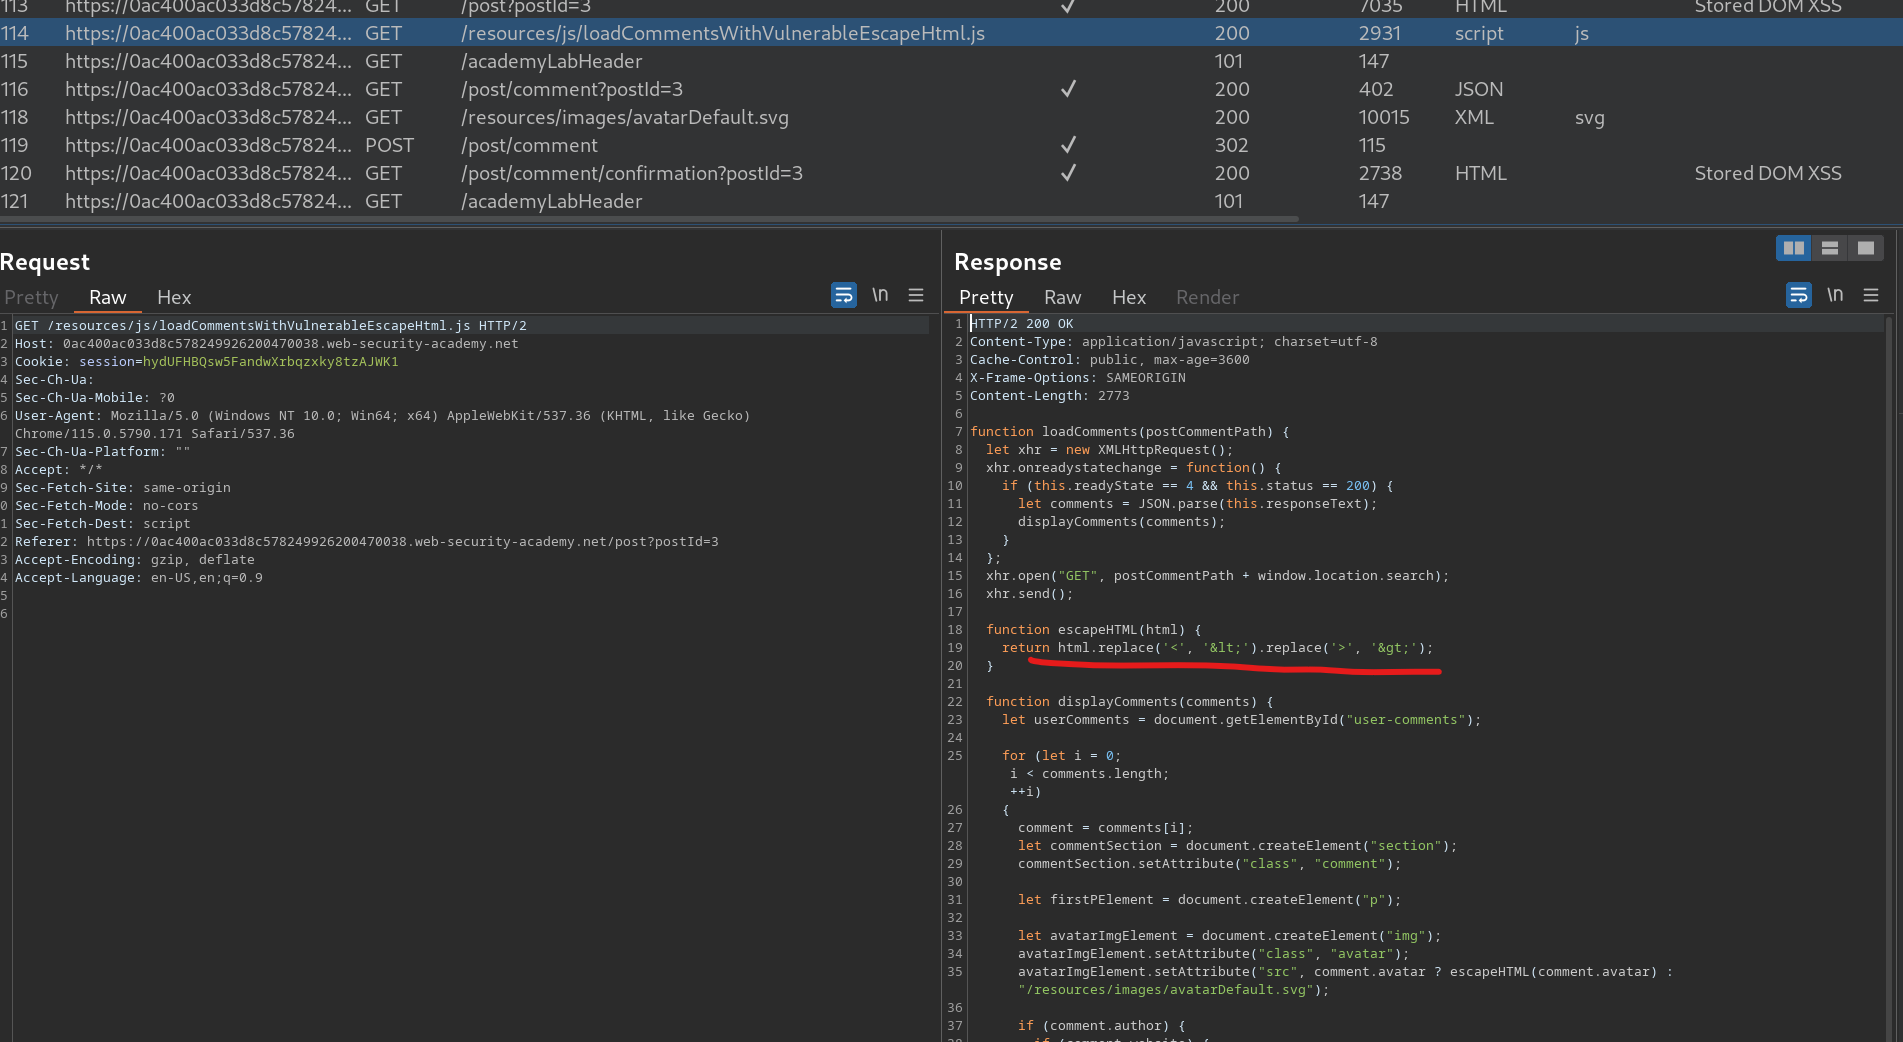 113 https://0ac400ac033d8c57824... GET /post?postId=3 ✓ 200 7035 HTML Stored DOM XSS
114 https://0ac400ac033d8c57824... GET /resources/js/loadCommentsWithVulnerableEscapeHtml.js 200 2931 script js
115 https://0ac400ac033d8c57824... GET /academyLabHeader 101 147
116 https://0ac400ac033d8c57824... GET /post/comment?postId=3 ✓ 200 402 JSON
118 https://0ac400ac033d8c57824... GET /resources/images/avatarDefault.svg 200 10015 XML svg
119 https://0ac400ac033d8c57824... POST /post/comment ✓ 302 115
120 https://0ac400ac033d8c57824... GET /post/comment/confirmation?postId=3 ✓ 200 2738 HTML Stored DOM XSS
121 https://0ac400ac033d8c57824... GET /academyLabHeader 101 147
Request
Pretty Raw Hex \n
1 GET /resources/js/loadCommentsWithVulnerableEscapeHtml.js HTTP/2
2 Host: 0ac400ac033d8c578249926200470038.web-security-academy.net
3 Cookie: session=hydUFHBQsw5FandwXrbqzxky8tzAJWK1
4 Sec-Ch-Ua:
5 Sec-Ch-Ua-Mobile: ?0
6 User-Agent: Mozilla/5.0 (Windows NT 10.0; Win64; x64) AppleWebKit/537.36 (KHTML, like Gecko)
Chrome/115.0.5790.171 Safari/537.36
7 Sec-Ch-Ua-Platform: ""
8 Accept: */*
9 Sec-Fetch-Site: same-origin
0 Sec-Fetch-Mode: no-cors
1 Sec-Fetch-Dest: script
2 Referer: https://0ac400ac033d8c578249926200470038.web-security-academy.net/post?postId=3
3 Accept-Encoding: gzip, deflate
4 Accept-Language: en-US,en;q=0.9
5
6
Response
Pretty Raw Hex Render \n
1 HTTP/2 200 OK
2 Content-Type: application/javascript; charset=utf-8
3 Cache-Control: public, max-age=3600
4 X-Frame-Options: SAMEORIGIN
5 Content-Length: 2773
6
7 function loadComments(postCommentPath) {
8 let xhr = new XMLHttpRequest();
9 xhr.onreadystatechange = function() {
10 if (this.readyState == 4 && this.status == 200) {
11 let comments = JSON.parse(this.responseText);
12 displayComments(comments);
13 }
14 };
15 xhr.open("GET", postCommentPath + window.location.search);
16 xhr.send();
17
18 function escapeHTML(html) {
19 return html.replace('<', '&lt;').replace('>', '&gt;');
20 }
21
22 function displayComments(comments) {
23 let userComments = document.getElementById("user-comments");
24
25 for (let i = 0;
i < comments.length;
++i)
26 {
27 comment = comments[i];
28 let commentSection = document.createElement("section");
29 commentSection.setAttribute("class", "comment");
30
31 let firstPElement = document.createElement("p");
32
33 let avatarImgElement = document.createElement("img");
34 avatarImgElement.setAttribute("class", "avatar");
35 avatarImgElement.setAttribute("src", comment.avatar ? escapeHTML(comment.avatar) :
"/resources/images/avatarDefault.svg");
36
37 if (comment.author) {